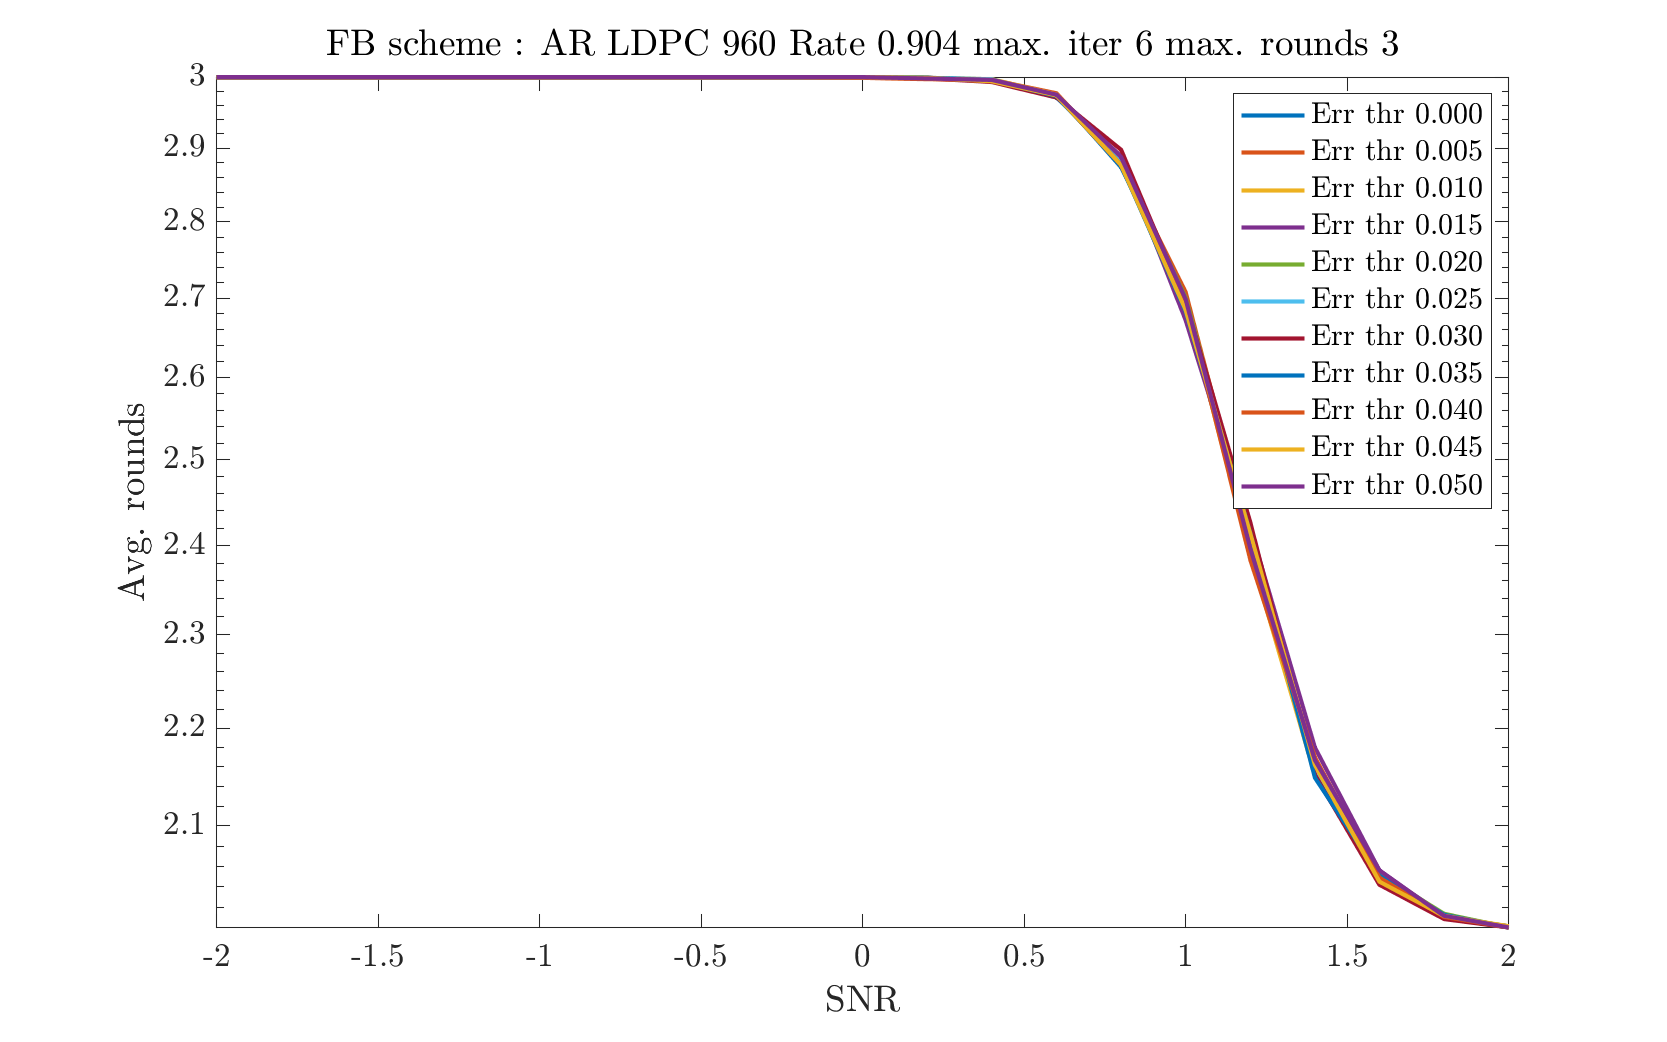 FB scheme : AR LDPC 960 Rate 0.904 max. iter 6 max. rounds 3
3
2.9
2.8
2.7
2.6
2.5
2.4
2.3
2.2
2.1
Avg. rounds
Err thr 0.000
Err thr 0.005
Err thr 0.010
Err thr 0.015
Err thr 0.020
Err thr 0.025
Err thr 0.030
Err thr 0.035
Err thr 0.040
Err thr 0.045
Err thr 0.050
-2 -1.5 -1 -0.5 0 0.5 1 1.5 2
SNR